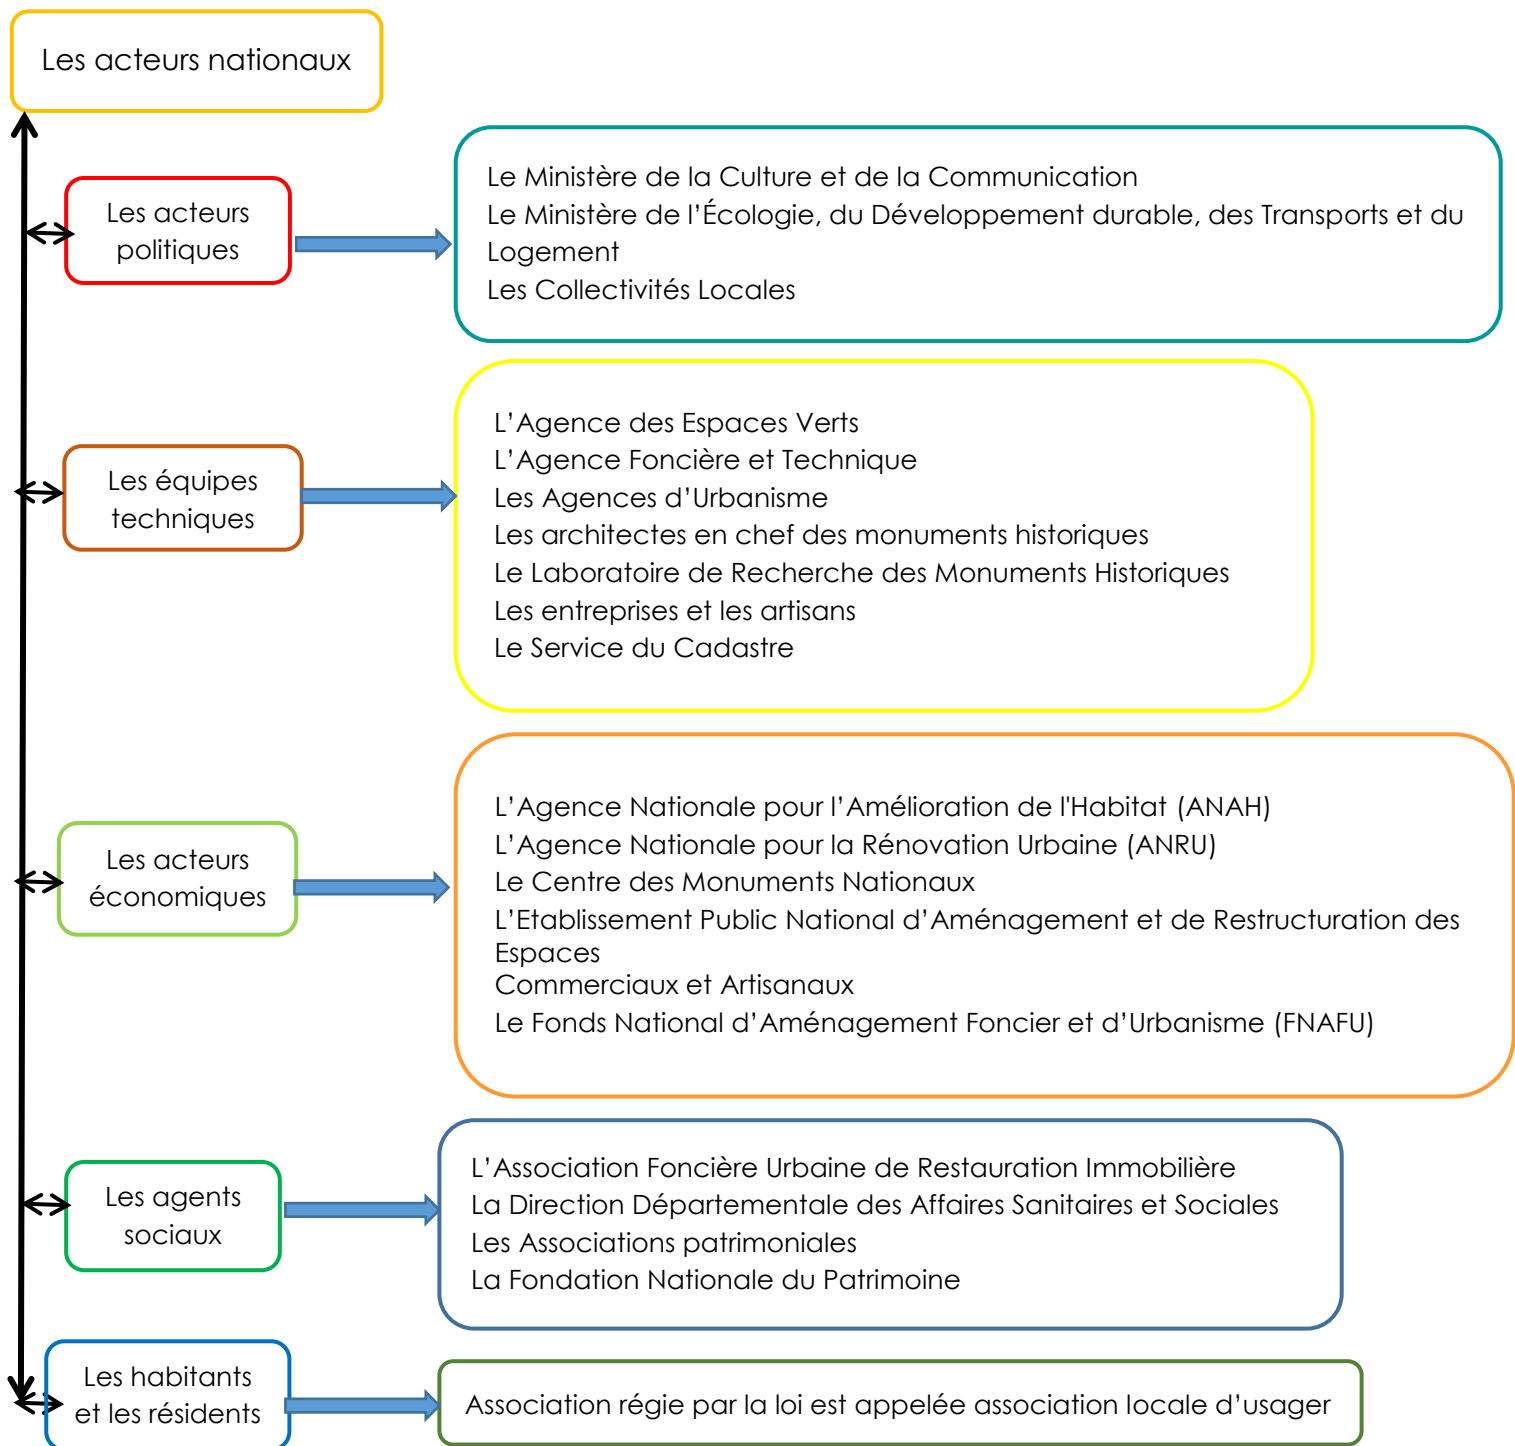 Les acteurs nationaux
Les acteurs
politiques
Le Ministère de la Culture et de la Communication
Le Ministère de l’Écologie, du Développement durable, des Transports et du
Logement
Les Collectivités Locales
Les équipes
techniques
L’Agence des Espaces Verts
L’Agence Foncière et Technique
Les Agences d’Urbanisme
Les architectes en chef des monuments historiques
Le Laboratoire de Recherche des Monuments Historiques
Les entreprises et les artisans
Le Service du Cadastre
Les acteurs
économiques
L’Agence Nationale pour l’Amélioration de l'Habitat (ANAH)
L’Agence Nationale pour la Rénovation Urbaine (ANRU)
Le Centre des Monuments Nationaux
L’Etablissement Public National d’Aménagement et de Restructuration des
Espaces
Commerciaux et Artisanaux
Le Fonds National d’Aménagement Foncier et d’Urbanisme (FNAFU)
Les agents
sociaux
L’Association Foncière Urbaine de Restauration Immobilière
La Direction Départementale des Affaires Sanitaires et Sociales
Les Associations patrimoniales
La Fondation Nationale du Patrimoine
Les habitants
et les résidents
Association régie par la loi est appelée association locale d’usager